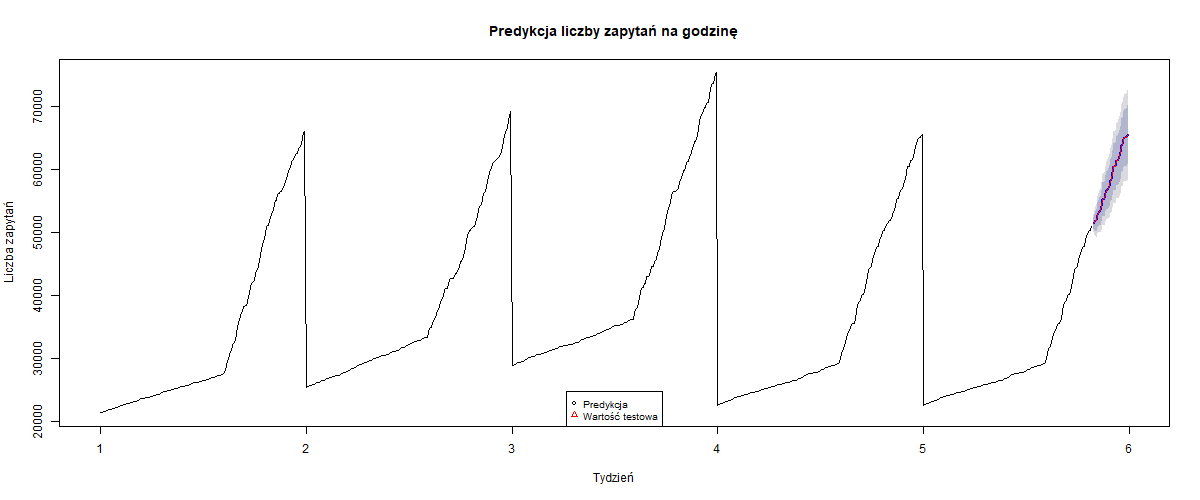 Predykcja liczby zapytań na godzinę
Liczba zapytań
70000
60000
50000
40000
30000
20000
Predykcja
Wartość testowa
1 2 3 4 5 6
Tydzień